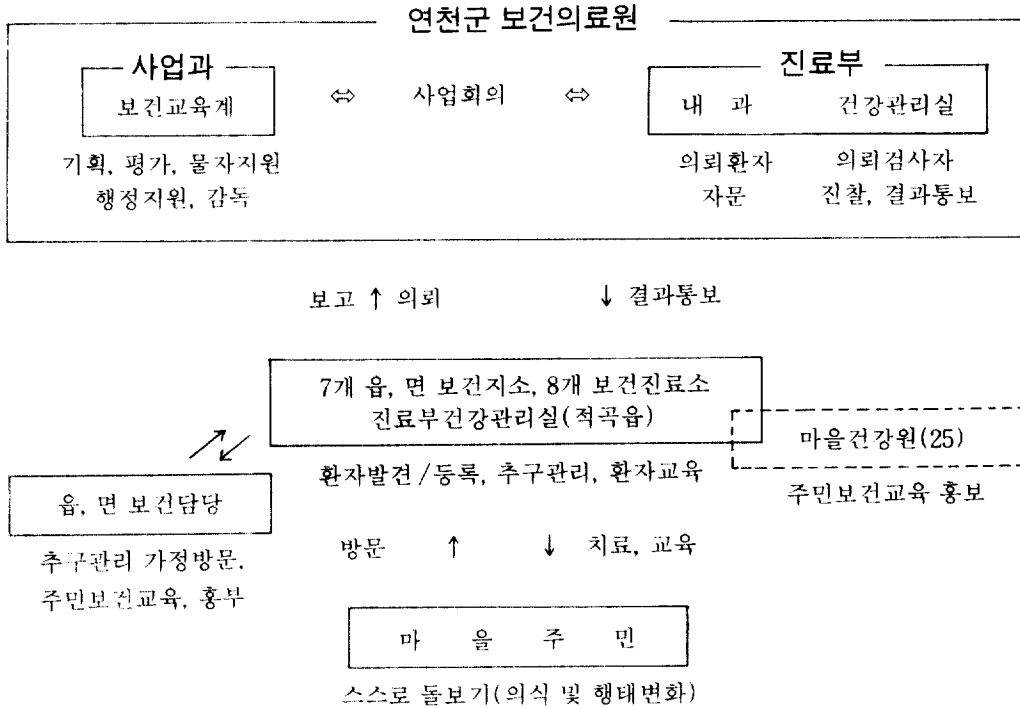 연천군 보건의료원
사업과
진료부
보건교육계
⇔ 사업회의 ⇔
내 과 건강관리실
기획, 평가, 물자지원
행정지원, 감독
의뢰환자 의뢰검사자
자문 진찰, 결과통보
보고 ↑ 의뢰 ↓ 결과통보
7개 읍, 면 보건지소, 8개 보건진료소
진료부건강관리실(적곡읍)
마을건강원(25)
환자발견/등록, 추구관리, 환자교육
주민보건교육 홍보
읍, 면 보건담당
추구관리 가정방문,
주민보건교육, 홍부
방문 ↑ ↓ 치료, 교육
마 을 주 민
스스로 돌보기(의식 및 행태변화)